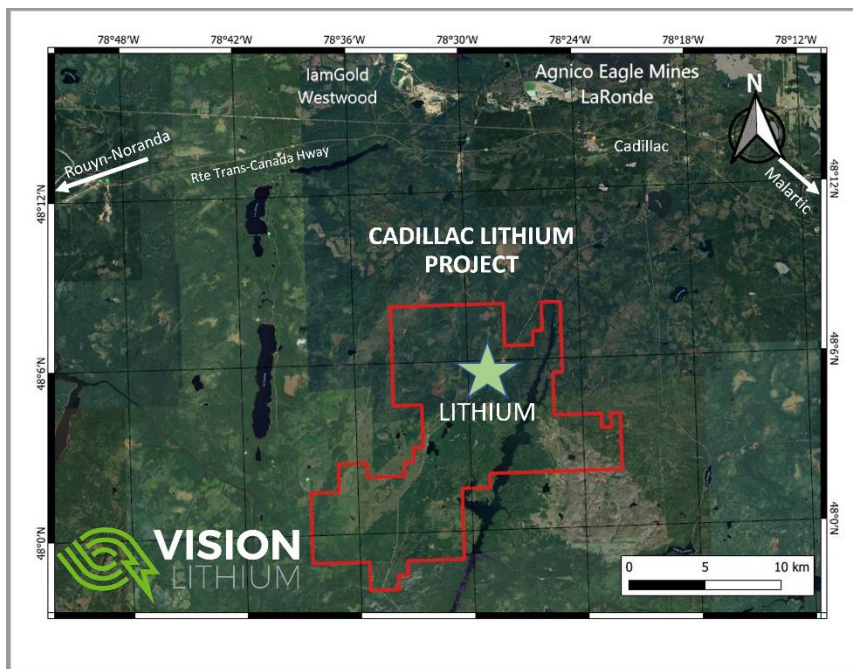 78°48'W 78°42'W 78°36'W 78°30'W 78°24'W 78°18'W 78°12'W
IamGold
Westwood
Agnico Eagle Mines
LaRonde
N
Rouyn-Noranda
Rte Trans-Canada Hway
Cadillac
Malartic
48°12'N
48°12'N
CADILLAC LITHIUM
PROJECT
48°6'N
48°6'N
LITHIUM
48°0'N
48°0'N
VISION
LITHIUM
0 5 10 km